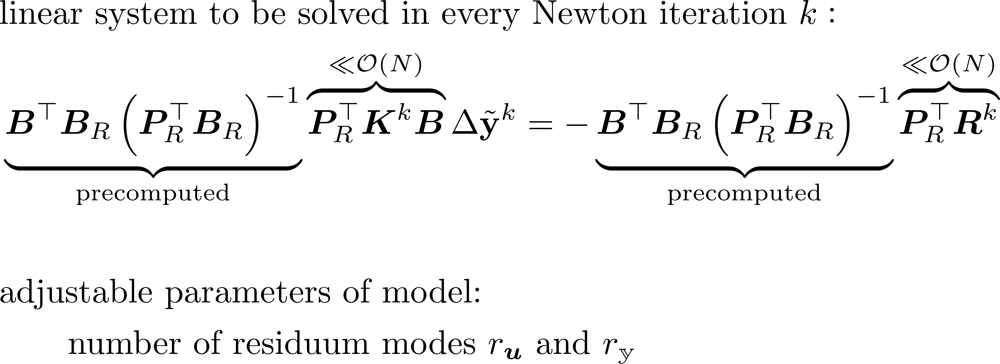 linear system to be solved in every Newton iteration k :
≪O(N) ≪O(N)
B^⊤ B_R (P_R^⊤ B_R)^{-1} P_R^⊤ K^k B Δỹ^k = − B^⊤ B_R (P_R^⊤ B_R)^{-1} P_R^⊤ R^k
precomputed precomputed
adjustable parameters of model:
number of residuum modes r_u and r_𝕪